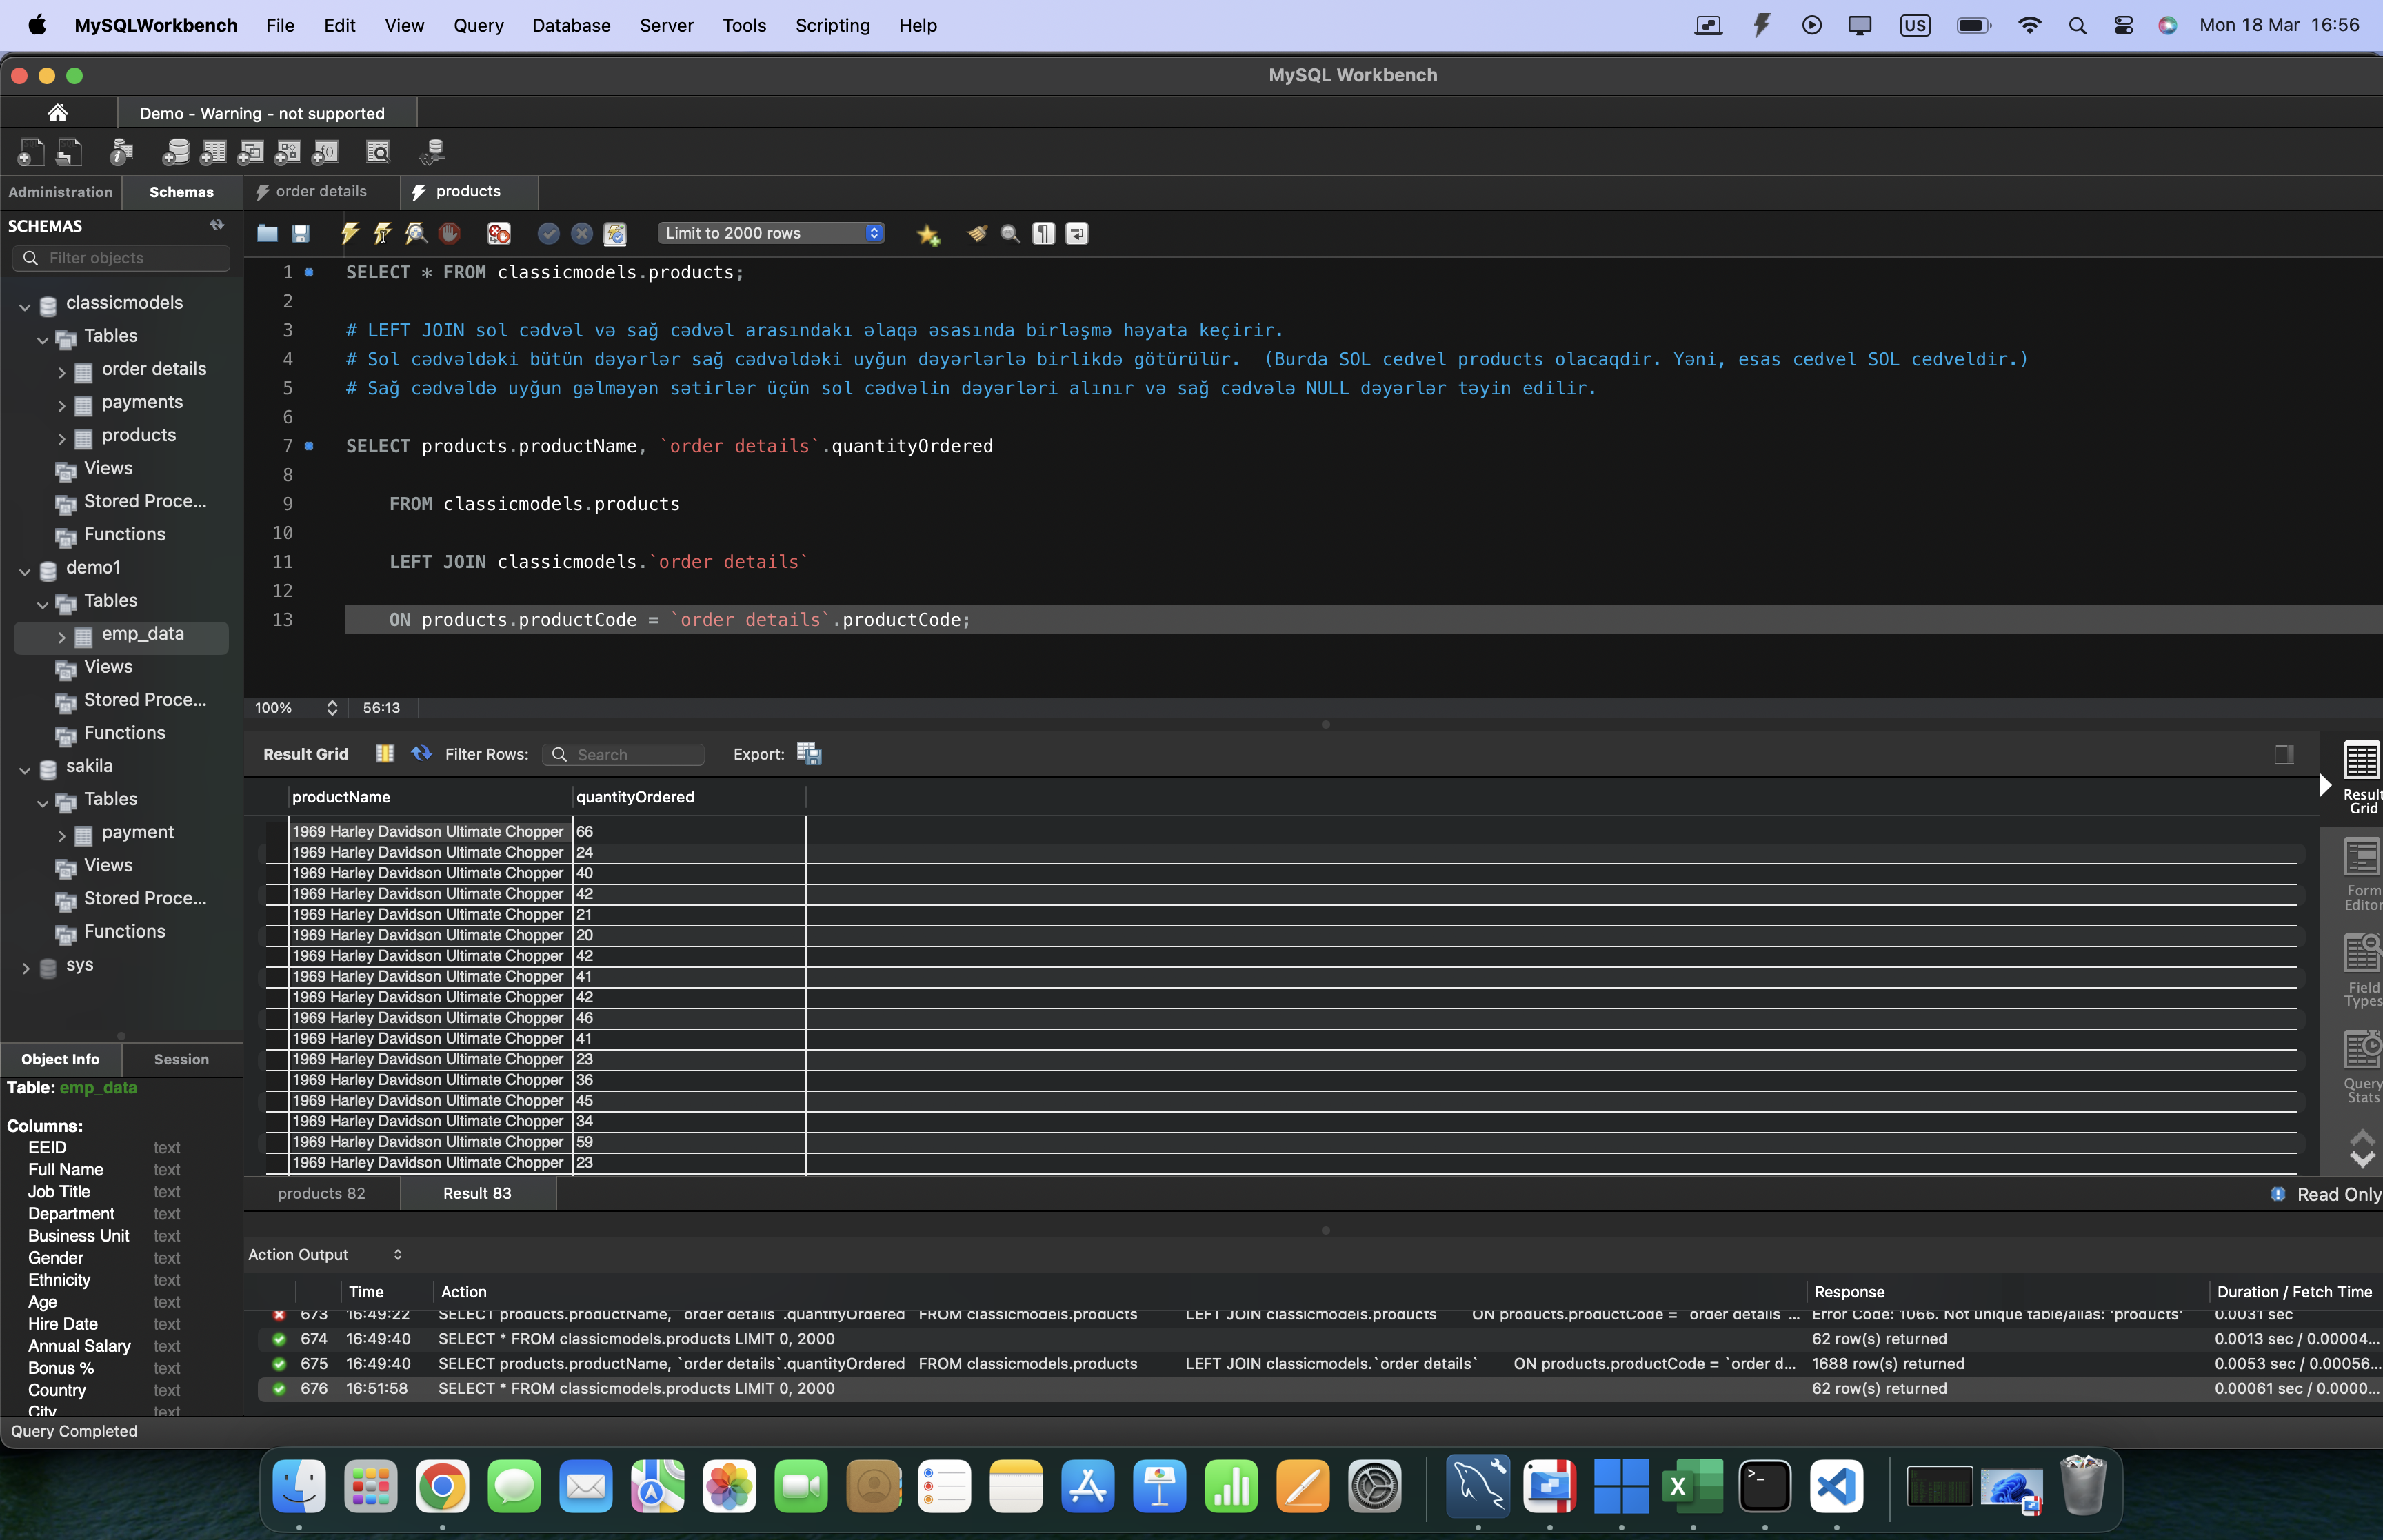 MySQLWorkbench File Edit View Query Database Server Tools Scripting Help US Mon 18 Mar 16:56
MySQL Workbench
Demo - Warning - not supported
Administration Schemas order details products
SCHEMAS
Filter objects
Limit to 2000 rows
classicmodels
Tables
order details
payments
products
Views
Stored Proce...
Functions
demo1
Tables
emp_data
Views
Stored Proce...
Functions
sakila
Tables
payment
Views
Stored Proce...
Functions
sys
1 SELECT * FROM classicmodels.products;
2
3 # LEFT JOIN sol cədvəl və sağ cədvəl arasındakı əlaqə əsasında birləşmə həyata keçirir.
4 # Sol cədvəldəki bütün dəyərlər sağ cədvəldəki uyğun dəyərlərlə birlikdə götürülür. (Burda SOL cedvel products olacaqdir. Yəni, esas cedvel SOL cedveldir.)
5 # Sağ cədvəldə uyğun gəlməyən sətirlər üçün sol cədvəlin dəyərləri alınır və sağ cədvələ NULL dəyərlər təyin edilir.
6
7 SELECT products.productName, `order details`.quantityOrdered
8
9 FROM classicmodels.products
10
11 LEFT JOIN classicmodels.`order details`
12
13 ON products.productCode = `order details`.productCode;
100% 56:13
Result Grid Filter Rows: Search Export:
productName quantityOrdered
1969 Harley Davidson Ultimate Chopper 66
1969 Harley Davidson Ultimate Chopper 24
1969 Harley Davidson Ultimate Chopper 40
1969 Harley Davidson Ultimate Chopper 42
1969 Harley Davidson Ultimate Chopper 21
1969 Harley Davidson Ultimate Chopper 20
1969 Harley Davidson Ultimate Chopper 42
1969 Harley Davidson Ultimate Chopper 41
1969 Harley Davidson Ultimate Chopper 42
1969 Harley Davidson Ultimate Chopper 46
1969 Harley Davidson Ultimate Chopper 41
1969 Harley Davidson Ultimate Chopper 23
1969 Harley Davidson Ultimate Chopper 36
1969 Harley Davidson Ultimate Chopper 45
1969 Harley Davidson Ultimate Chopper 34
1969 Harley Davidson Ultimate Chopper 59
1969 Harley Davidson Ultimate Chopper 23
Result
Grid
Form
Editor
Field
Types
Query
Stats
products 82 Result 83 Read Only
Object Info Session
Table: emp_data
Columns:
EEID text
Full Name text
Job Title text
Department text
Business Unit text
Gender text
Ethnicity text
Age text
Hire Date text
Annual Salary text
Bonus % text
Country text
City text
Action Output
Time Action Response Duration / Fetch Time
673 16:49:22 SELECT products.productName, `order details`.quantityOrdered FROM classicmodels.products LEFT JOIN classicmodels.products ON products.productCode = `order details`... Error Code: 1066. Not unique table/alias: 'products' 0.0031 sec
674 16:49:40 SELECT * FROM classicmodels.products LIMIT 0, 2000 62 row(s) returned 0.0013 sec / 0.00004...
675 16:49:40 SELECT products.productName, `order details`.quantityOrdered FROM classicmodels.products LEFT JOIN classicmodels.`order details` ON products.productCode = `order d... 1688 row(s) returned 0.0053 sec / 0.00056...
676 16:51:58 SELECT * FROM classicmodels.products LIMIT 0, 2000 62 row(s) returned 0.00061 sec / 0.0000...
Query Completed